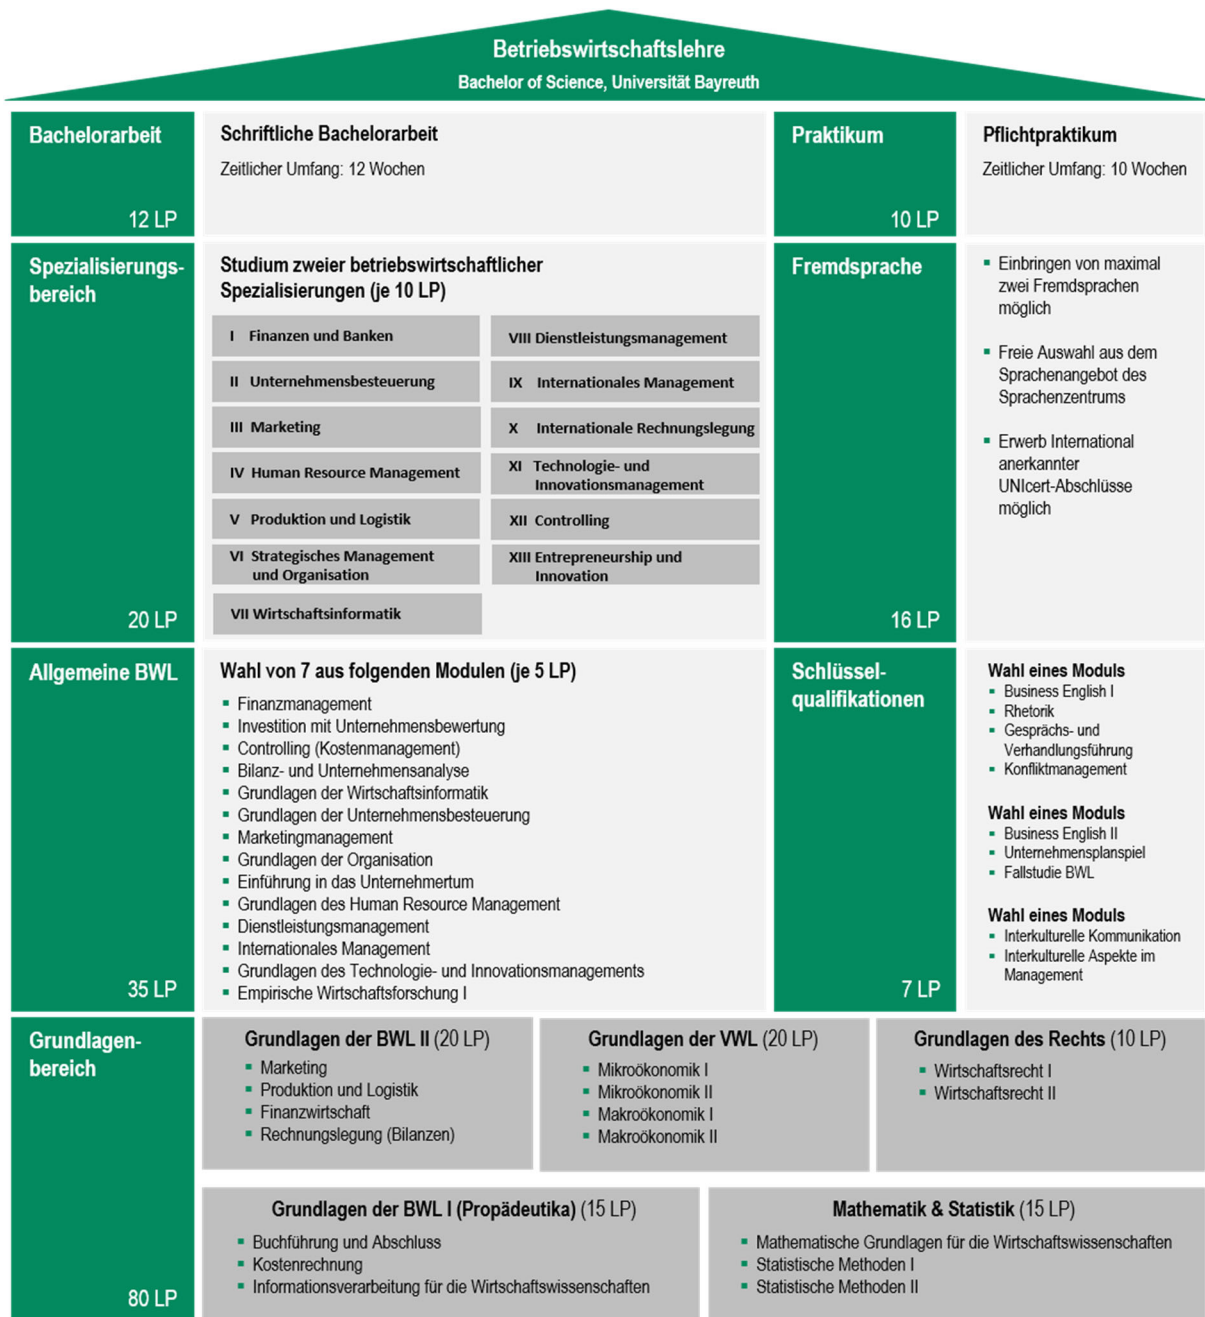 Betriebswirtschaftslehre
Bachelor of Science, Universität Bayreuth
Bachelorarbeit
12 LP
Schriftliche Bachelorarbeit
Zeitlicher Umfang: 12 Wochen
Praktikum
10 LP
Pflichtpraktikum
Zeitlicher Umfang: 10 Wochen
Spezialisierungs-
bereich
20 LP
Studium zweier betriebswirtschaftlicher
Spezialisierungen (je 10 LP)
I Finanzen und Banken
II Unternehmensbesteuerung
III Marketing
IV Human Resource Management
V Produktion und Logistik
VI Strategisches Management
und Organisation
VII Wirtschaftsinformatik
VIII Dienstleistungsmanagement
IX Internationales Management
X Internationale Rechnungslegung
XI Technologie- und
Innovationsmanagement
XII Controlling
XIII Entrepreneurship und
Innovation
Fremdsprache
16 LP
▪ Einbringen von maximal
zwei Fremdsprachen
möglich
▪ Freie Auswahl aus dem
Sprachenangebot des
Sprachenzentrums
▪ Erwerb International
anerkannter
UNIcert-Abschlüsse
möglich
Allgemeine BWL
35 LP
Wahl von 7 aus folgenden Modulen (je 5 LP)
▪ Finanzmanagement
▪ Investition mit Unternehmensbewertung
▪ Controlling (Kostenmanagement)
▪ Bilanz- und Unternehmensanalyse
▪ Grundlagen der Wirtschaftsinformatik
▪ Grundlagen der Unternehmensbesteuerung
▪ Marketingmanagement
▪ Grundlagen der Organisation
▪ Einführung in das Unternehmertum
▪ Grundlagen des Human Resource Management
▪ Dienstleistungsmanagement
▪ Internationales Management
▪ Grundlagen des Technologie- und Innovationsmanagements
▪ Empirische Wirtschaftsforschung I
Schlüssel-
qualifikationen
7 LP
Wahl eines Moduls
▪ Business English I
▪ Rhetorik
▪ Gesprächs- und
Verhandlungsführung
▪ Konfliktmanagement
Wahl eines Moduls
▪ Business English II
▪ Unternehmensplanspiel
▪ Fallstudie BWL
Wahl eines Moduls
▪ Interkulturelle Kommunikation
▪ Interkulturelle Aspekte im
Management
Grundlagen-
bereich
80 LP
Grundlagen der BWL II (20 LP)
▪ Marketing
▪ Produktion und Logistik
▪ Finanzwirtschaft
▪ Rechnungslegung (Bilanzen)
Grundlagen der VWL (20 LP)
▪ Mikroökonomik I
▪ Mikroökonomik II
▪ Makroökonomik I
▪ Makroökonomik II
Grundlagen des Rechts (10 LP)
▪ Wirtschaftsrecht I
▪ Wirtschaftsrecht II
Grundlagen der BWL I (Propädeutika) (15 LP)
▪ Buchführung und Abschluss
▪ Kostenrechnung
▪ Informationsverarbeitung für die Wirtschaftswissenschaften
Mathematik & Statistik (15 LP)
▪ Mathematische Grundlagen für die Wirtschaftswissenschaften
▪ Statistische Methoden I
▪ Statistische Methoden II